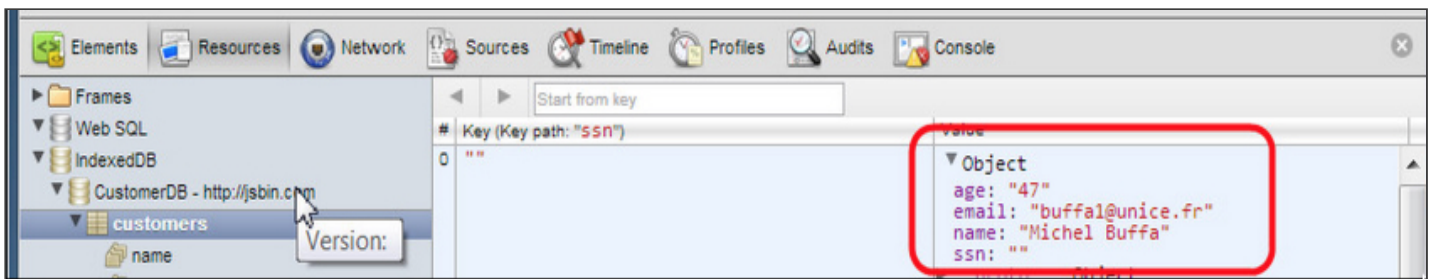 Elements Resources Network Sources Timeline Profiles Audits Console
Frames
Start from key
Web SQL
# Key (Key path: "ssn") Value
IndexedDB
0 ""
Object
CustomerDB - http://jsbin.com
age: "47"
email: "buffa1@unice.fr"
customers
name: "Michel Buffa"
Version:
ssn: ""
name
Object